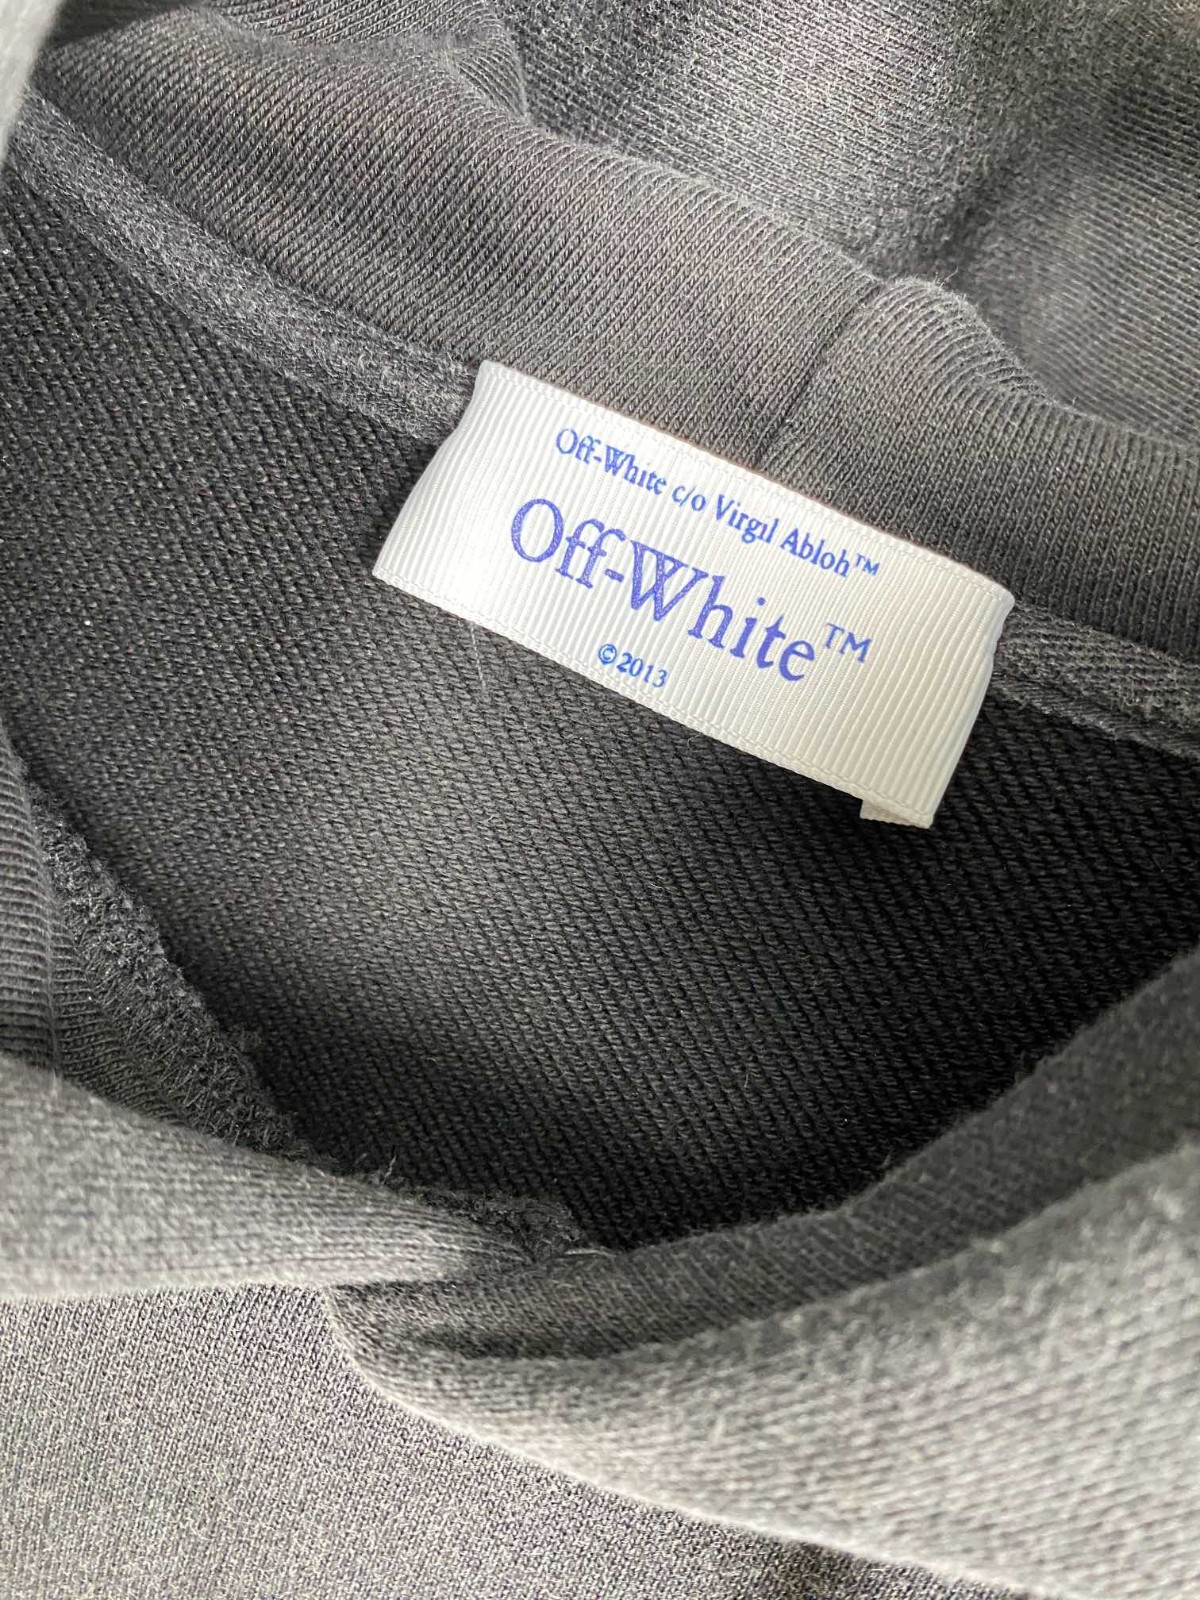 Off-White c/o Virgil Abloh™
Off-White™
©2013